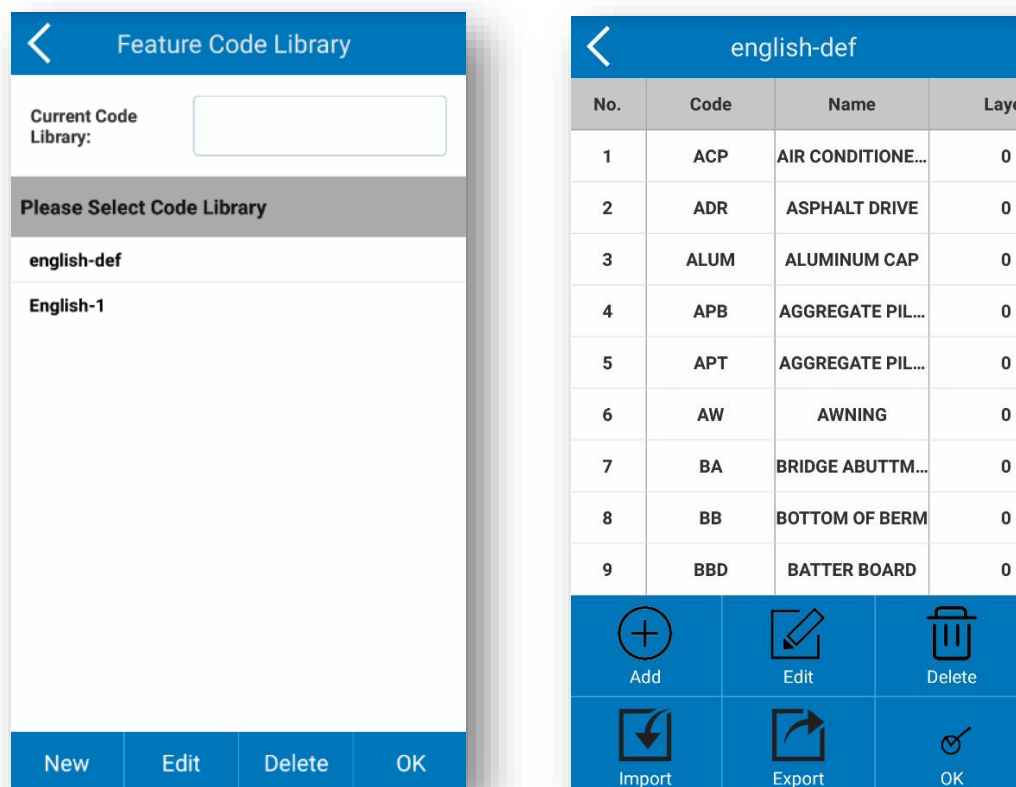 Feature Code Library
Current Code
Library:
Please Select Code Library
english-def
English-1
New Edit Delete OK
english-def
No. Code Name Laye
1 ACP AIR CONDITIONE...
2 ADR ASPHALT DRIVE 0
3 ALUM ALUMINUM CAP 0
4 APB AGGREGATE PIL... 0
5 APT AGGREGATE PIL... 0
6 AW AWNING 0
7 BA BRIDGE ABUTTM... 0
8 BB BOTTOM OF BERM 0
9 BBD BATTER BOARD 0
Add Edit Delete
Import Export OK